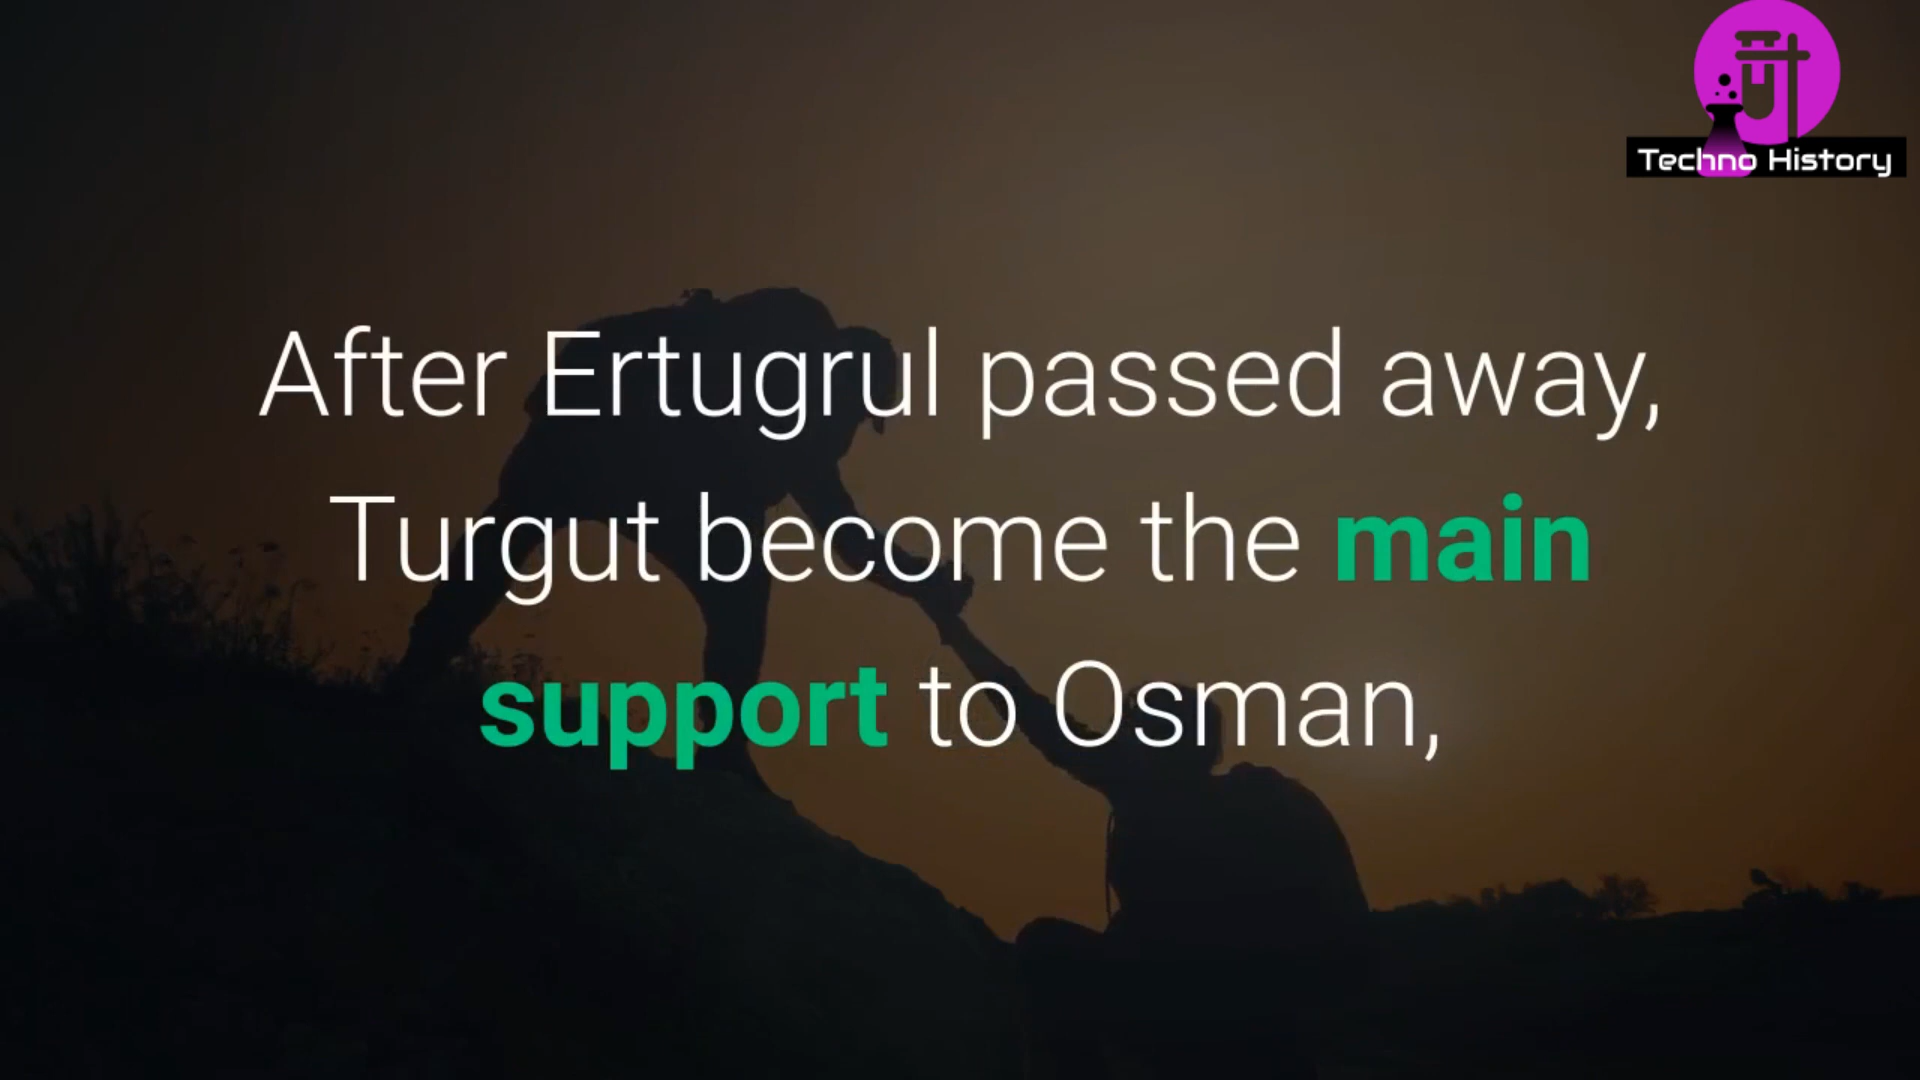 Techno History
After Ertugrul passed away,
Turgut become the main
support to Osman,